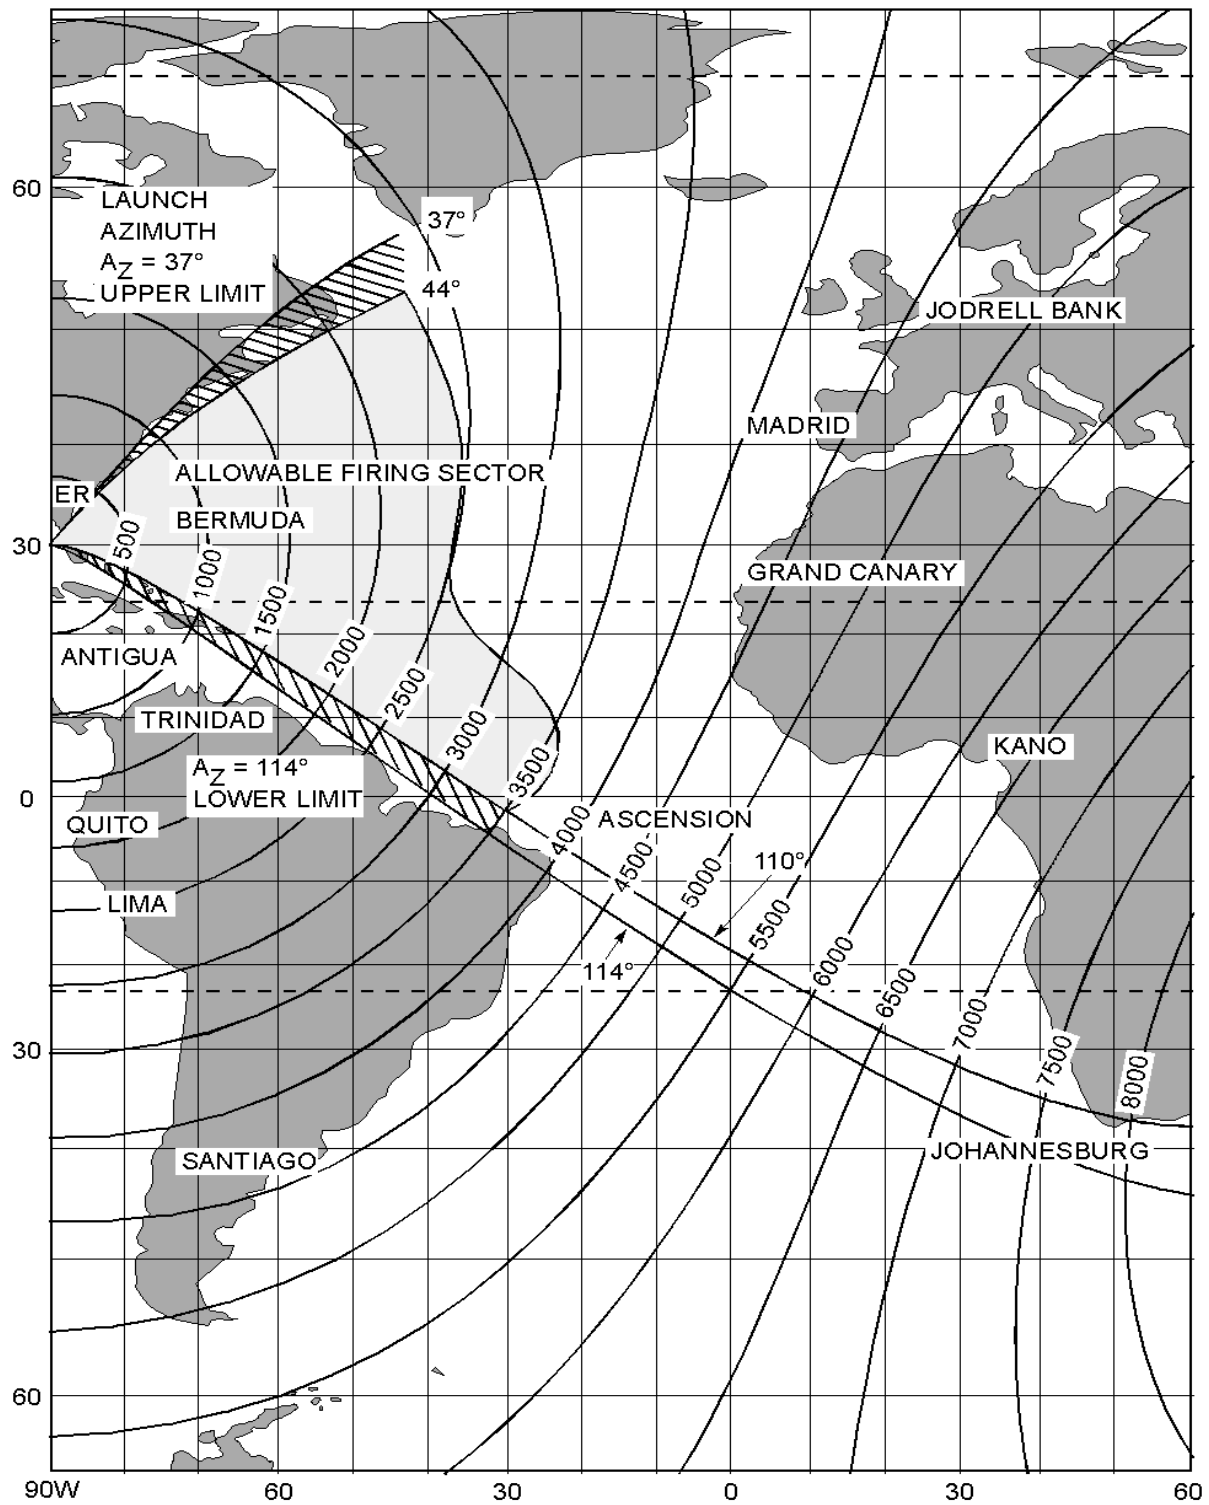 60
LAUNCH
AZIMUTH
AZ = 37°
UPPER LIMIT
37°
44°
JODRELL BANK
MADRID
ALLOWABLE FIRING SECTOR
ER
BERMUDA
30
500
1000
1500
2000
2500
3000
3500
4000
4500
5000
5500
6000
6500
7000
7500
8000
GRAND CANARY
ANTIGUA
TRINIDAD
KANO
AZ = 114°
LOWER LIMIT
0
QUITO
ASCENSION
110°
LIMA
114°
30
JOHANNESBURG
SANTIAGO
60
90W 60 30 0 30 60